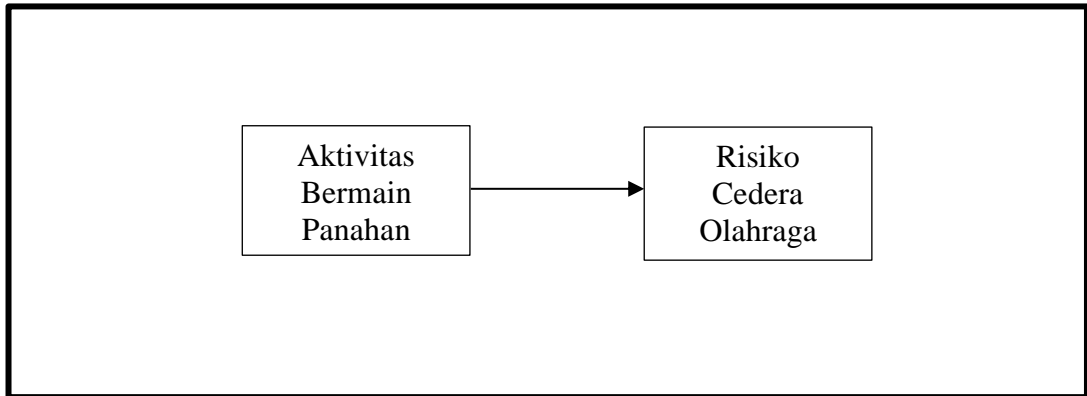 Aktivitas
Bermain
Panahan
Risiko
Cedera
Olahraga